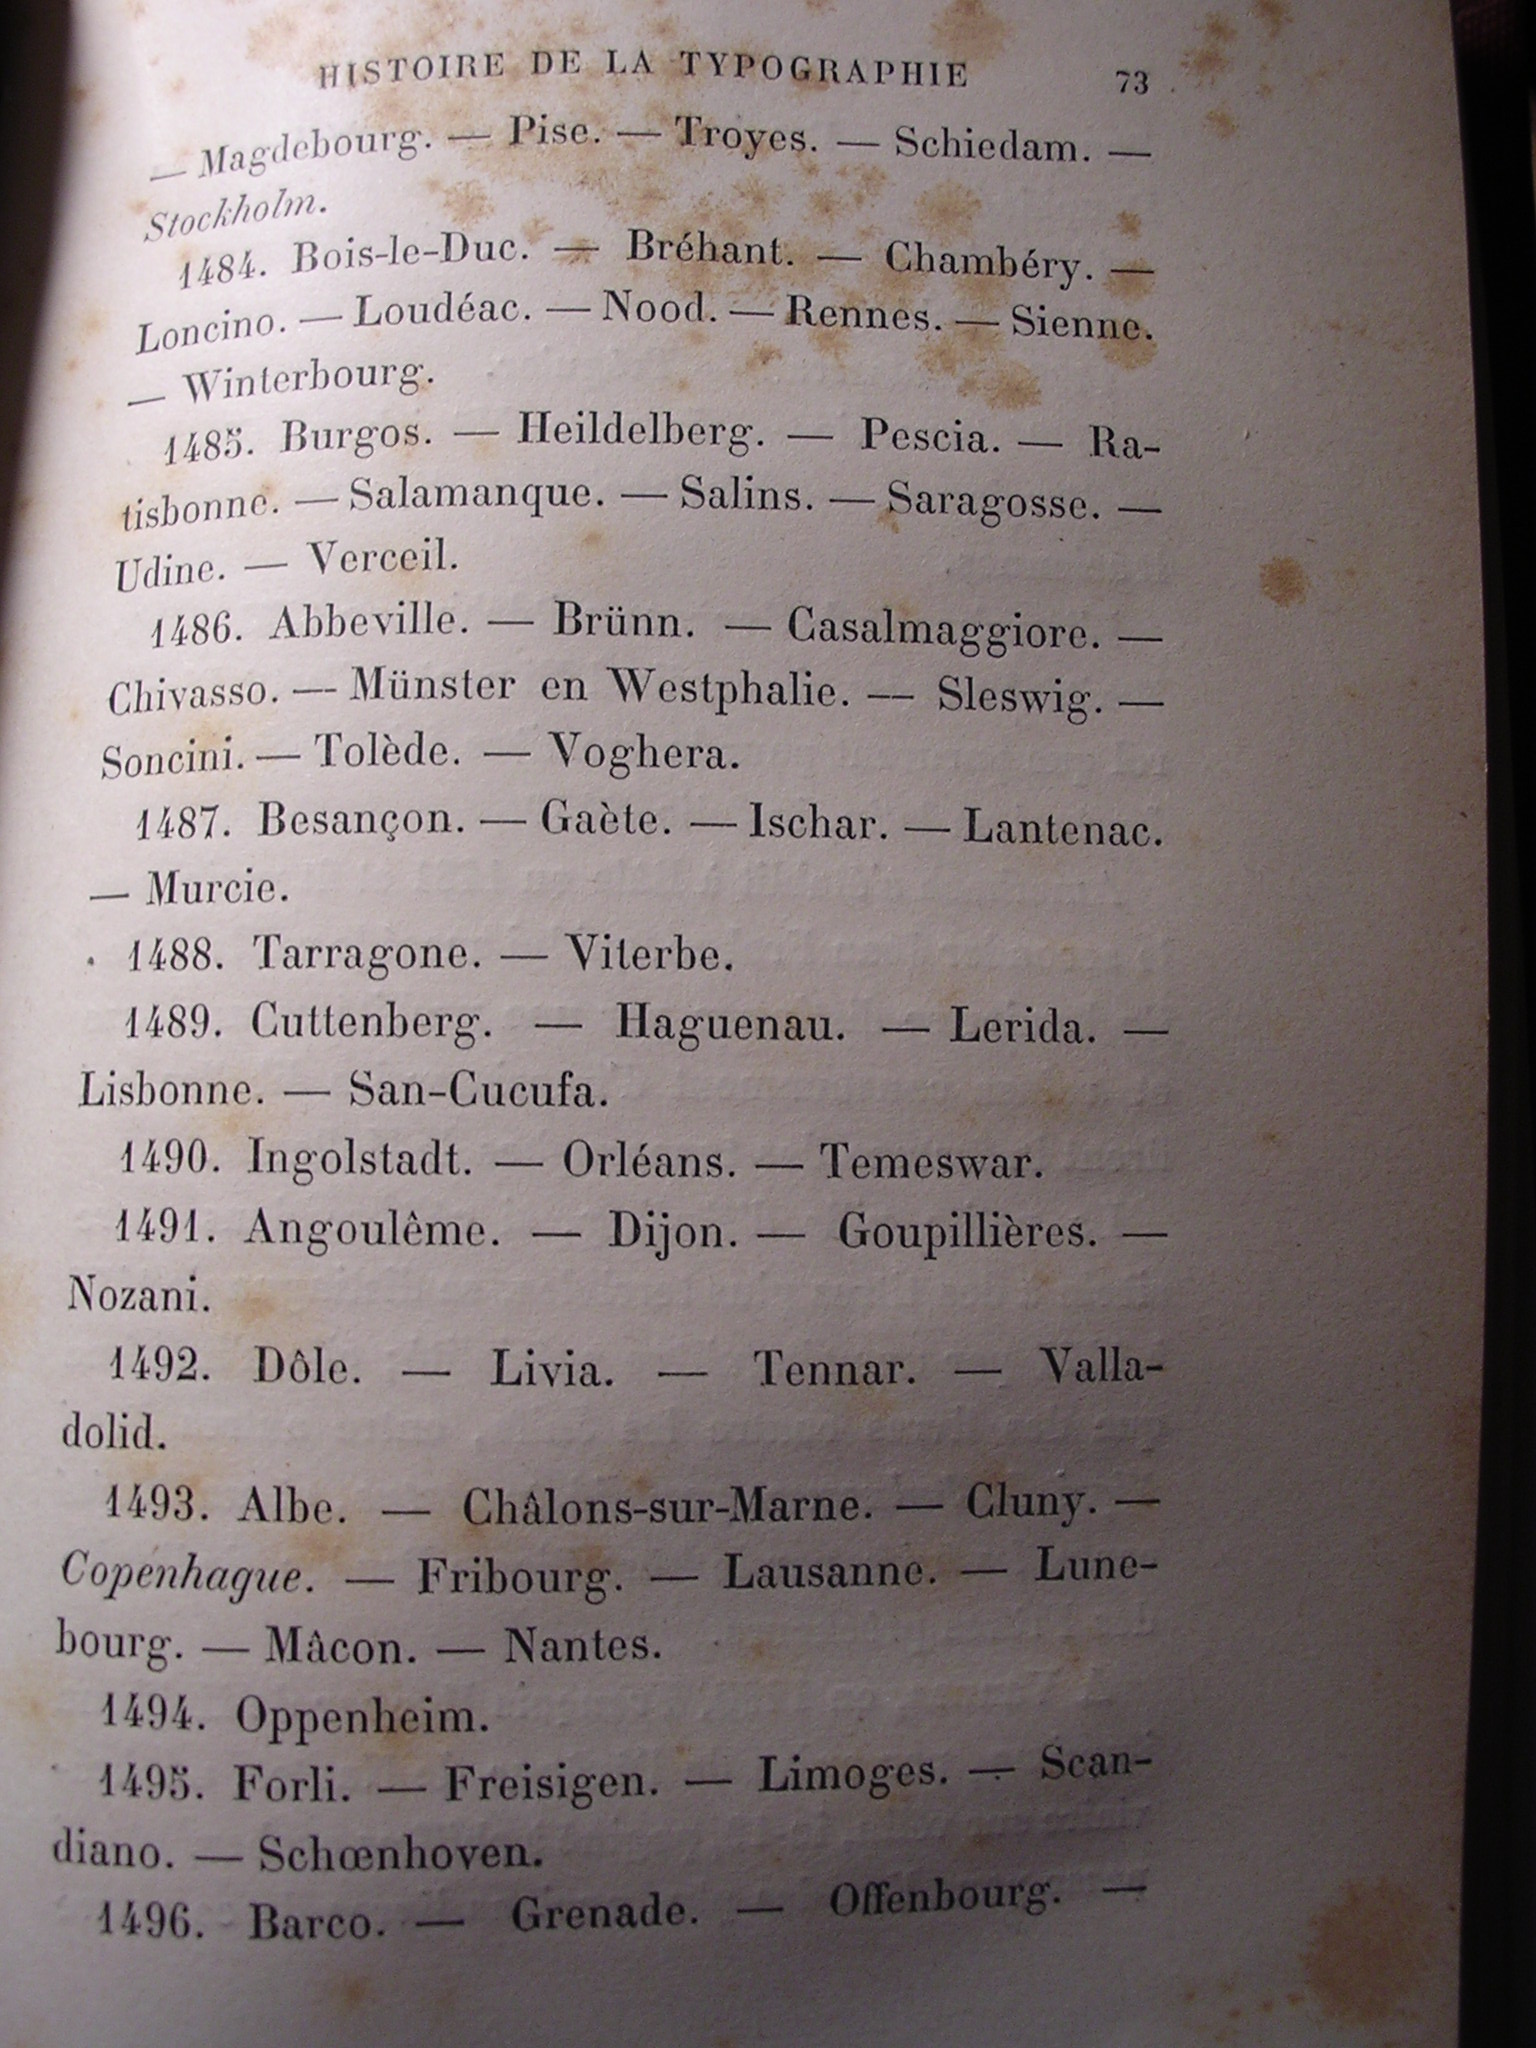 HISTOIRE DE LA TYPOGRAPHIE 73
— Magdebourg. — Pise. — Troyes. — Schiedam. —
Stockholm.
1484. Bois-le-Duc. — Bréhant. — Chambéry. —
Loncino. — Loudéac. — Nood. — Rennes. — Sienne.
— Winterbourg.
1485. Burgos. — Heildelberg. — Pescia. — Ra-
tisbonne. — Salamanque. — Salins. — Saragosse. —
Udine. — Verceil.
1486. Abbeville. — Brünn. — Casalmaggiore. —
Chivasso. — Münster en Westphalie. — Sleswig. —
Soncini. — Tolède. — Voghera.
1487. Besançon. — Gaète. — Ischar. — Lantenac.
— Murcie.
1488. Tarragone. — Viterbe.
1489. Cuttenberg. — Haguenau. — Lerida. —
Lisbonne. — San-Cucufa.
1490. Ingolstadt. — Orléans. — Temeswar.
1491. Angoulême. — Dijon. — Goupillières. —
Nozani.
1492. Dôle. — Livia. — Tennar. — Valla-
dolid.
1493. Albe. — Châlons-sur-Marne. — Cluny. —
Copenhague. — Fribourg. — Lausanne. — Lune-
bourg. — Mâcon. — Nantes.
1494. Oppenheim.
1495. Forli. — Freisigen. — Limoges. — Scan-
diano. — Schœnhoven.
1496. Barco. — Grenade. — Offenbourg. —